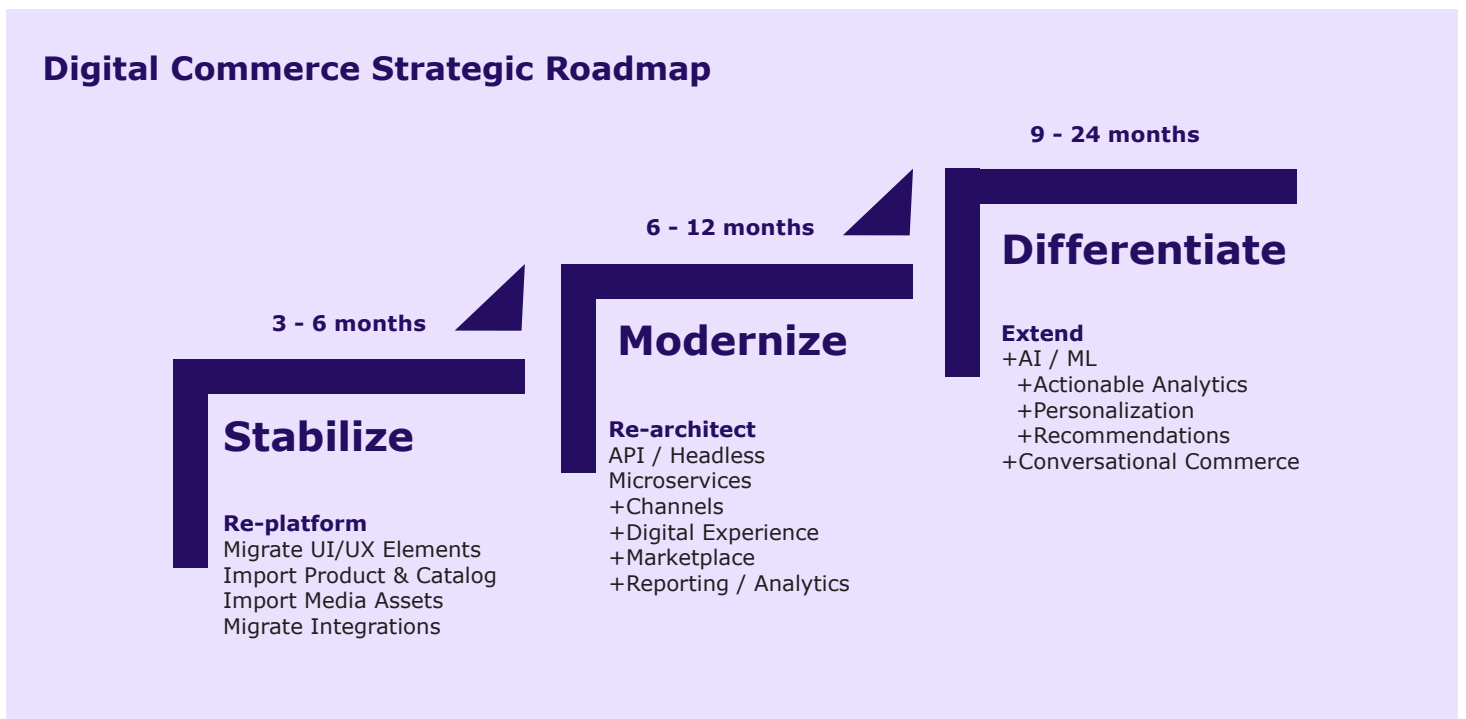 Digital Commerce Strategic Roadmap
3 - 6 months
Stabilize
Re-platform
Migrate UI/UX Elements
Import Product & Catalog
Import Media Assets
Migrate Integrations
6 - 12 months
Modernize
Re-architect
API / Headless
Microservices
+Channels
+Digital Experience
+Marketplace
+Reporting / Analytics
9 - 24 months
Differentiate
Extend
+AI / ML
+Actionable Analytics
+Personalization
+Recommendations
+Conversational Commerce